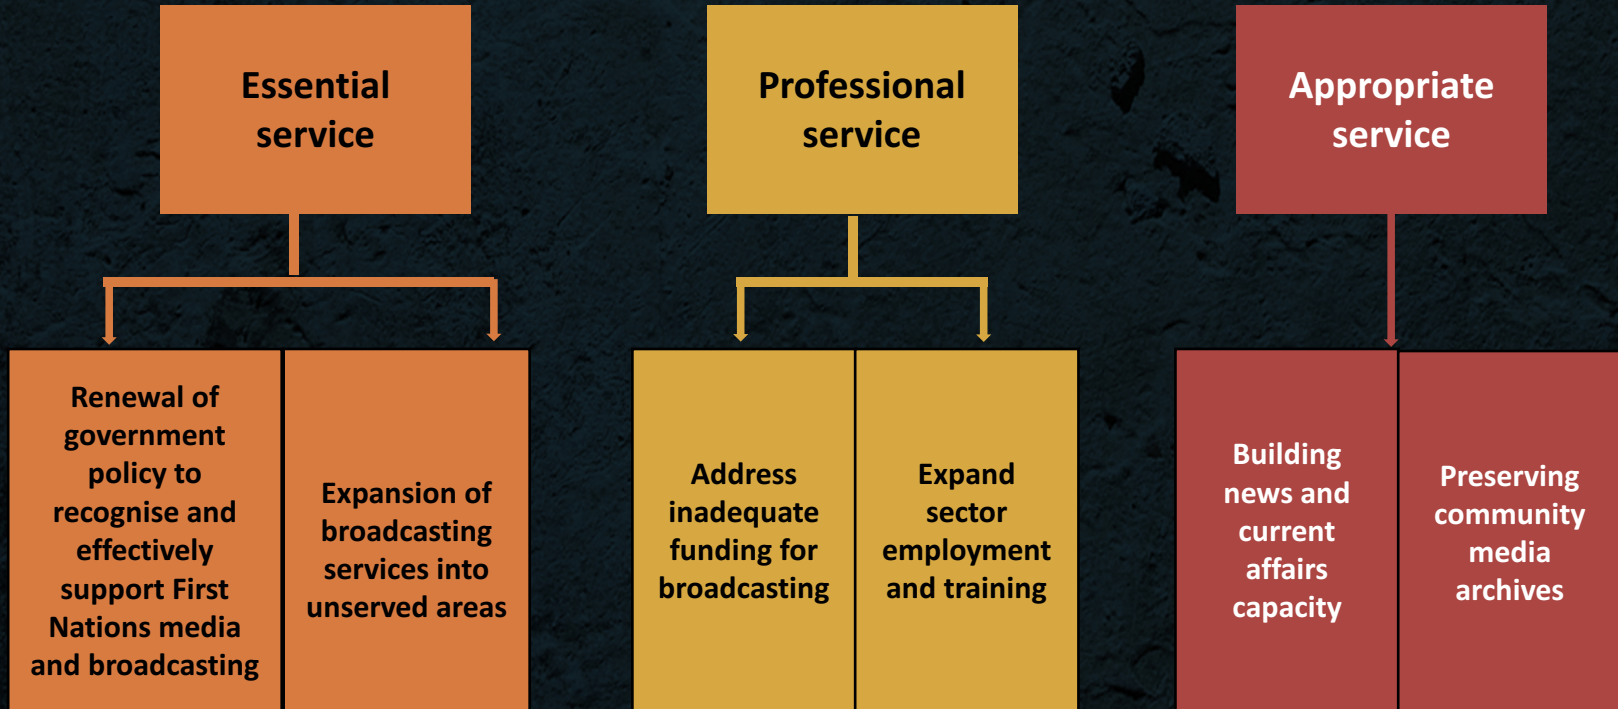 Essential
service
Professional
service
Appropriate
service
Renewal of
government
policy to
recognise and
effectively
support First
Nations media
and broadcasting
Expansion of
broadcasting
services into
unserved areas
Address
inadequate
funding for
broadcasting
Expand
sector
employment
and training
Building
news and
current
affairs
capacity
Preserving
community
media
archives